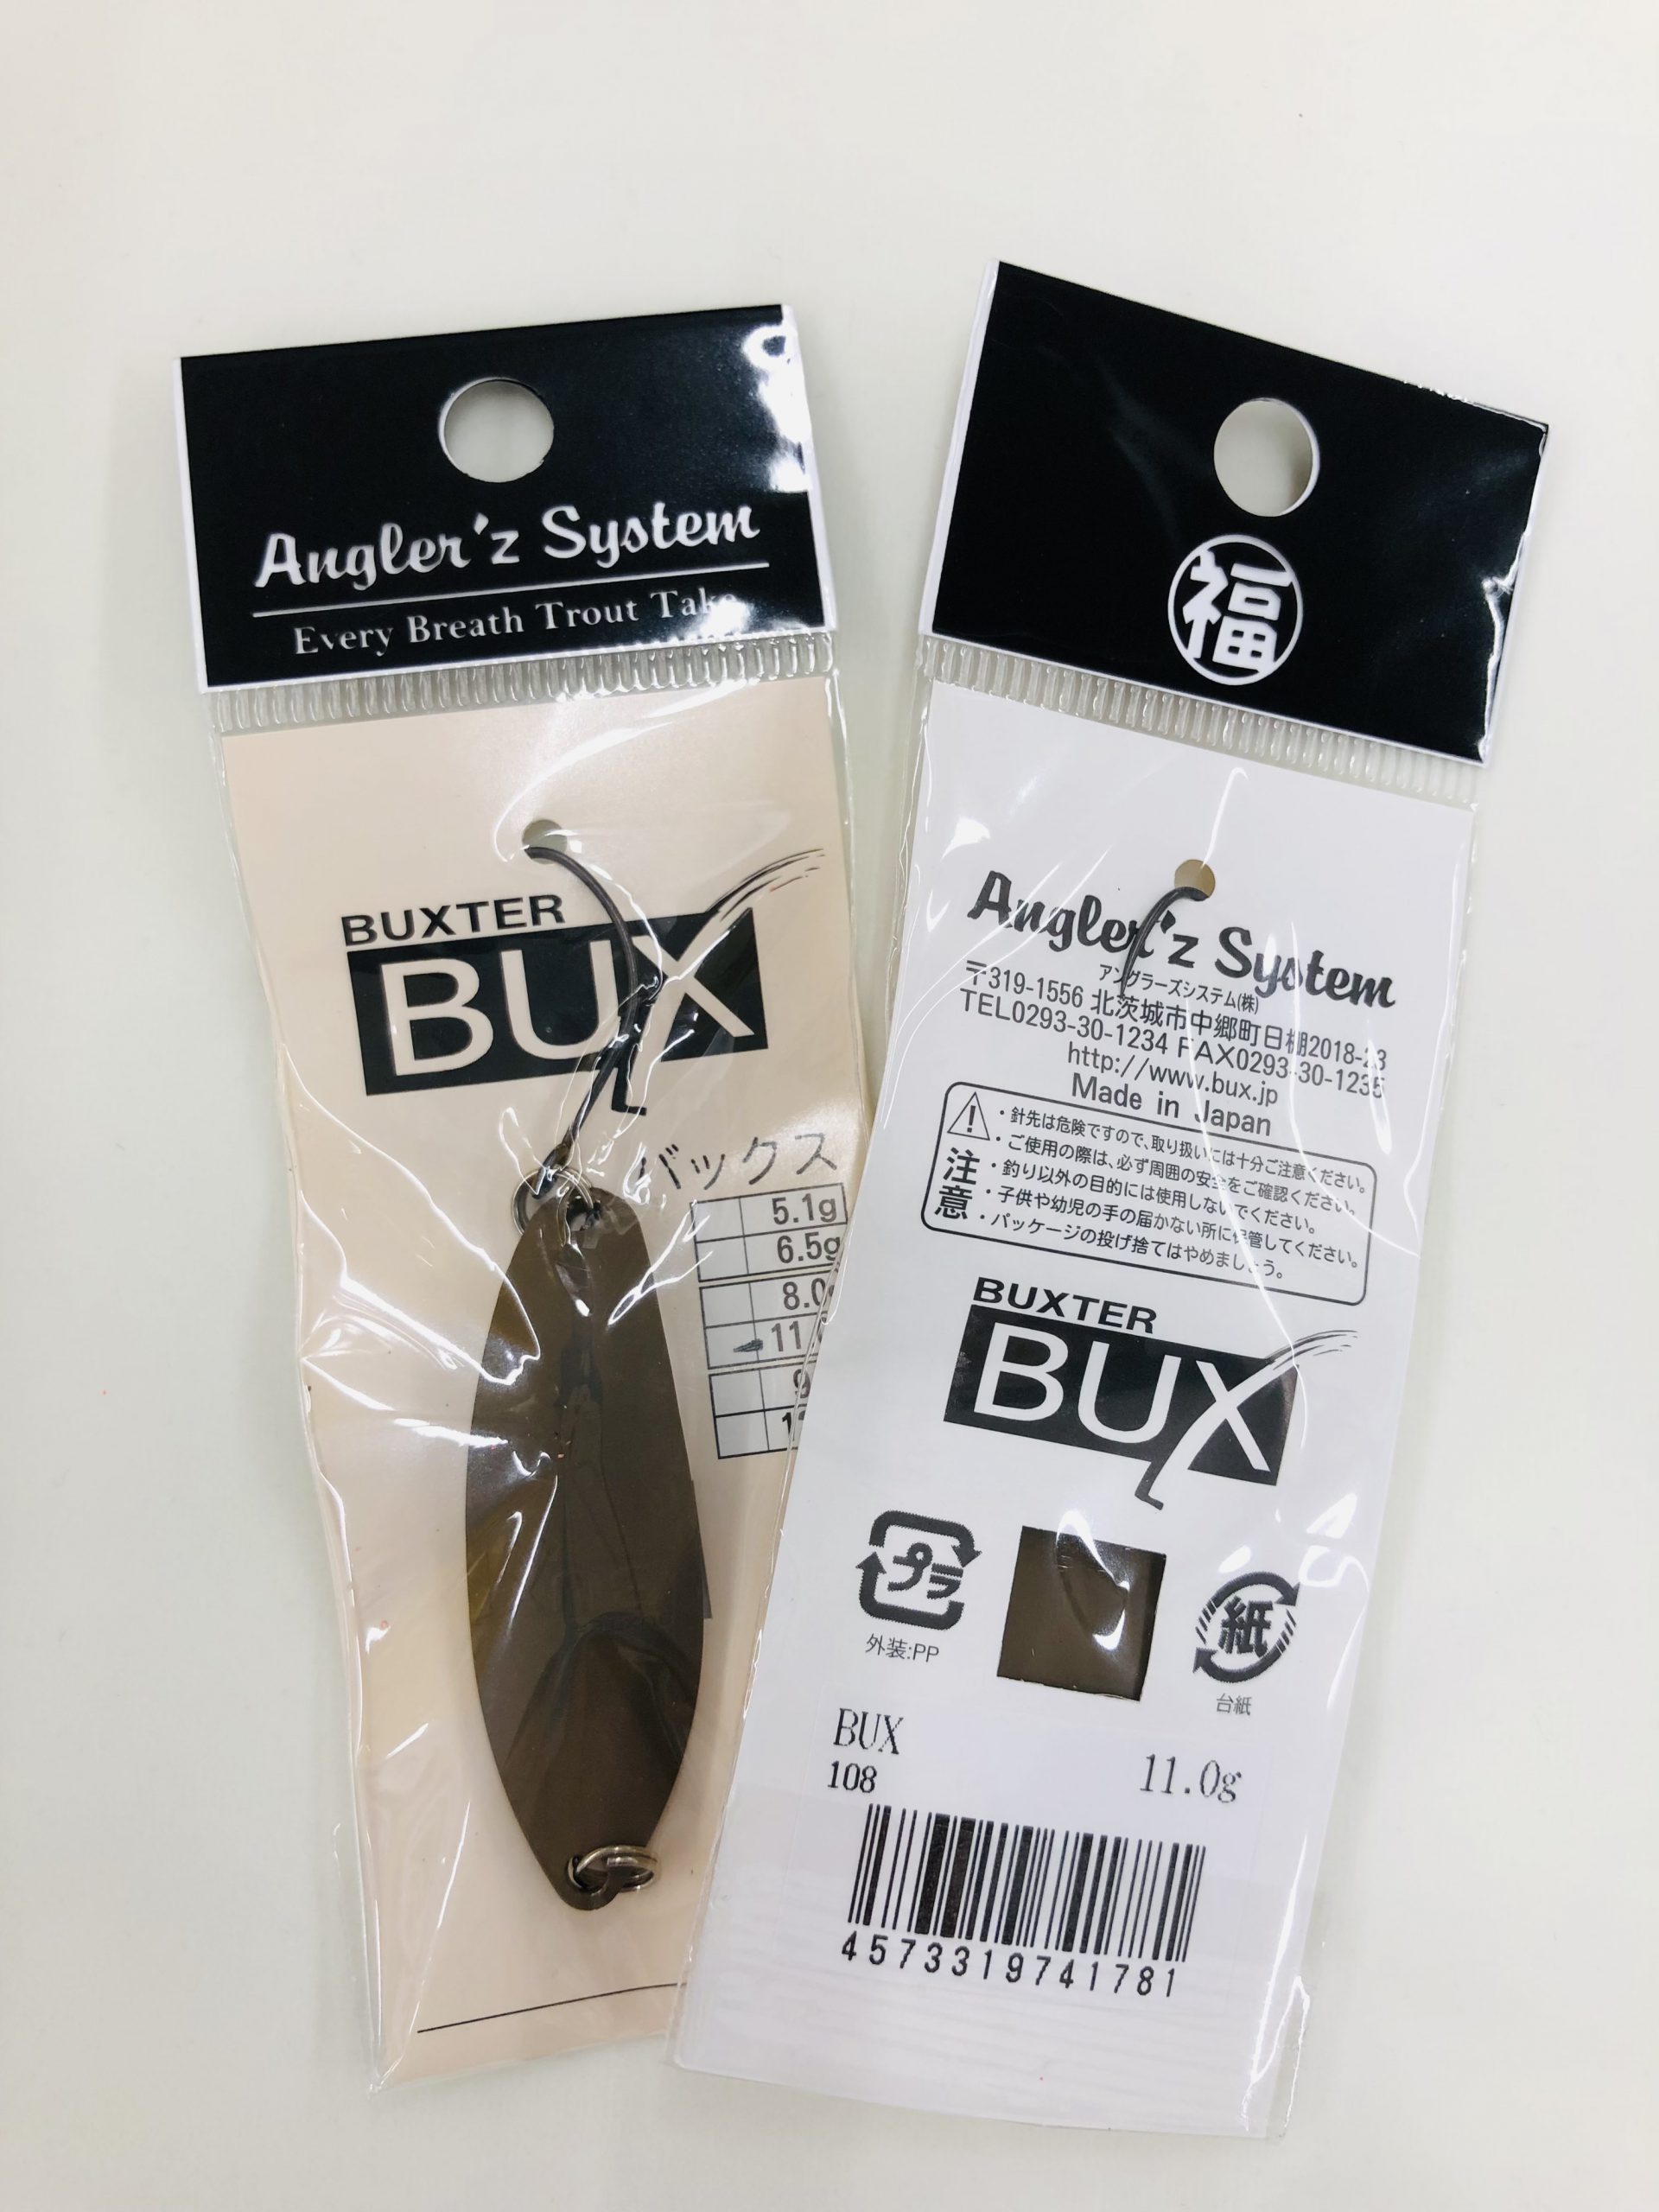 Angler'z System
Every Breath Trout Take
BUXTER
BUX
バックス
5.1g
6.5g
8.0g
11
福
Angler'z System
アングラーズシステム(株)
〒319-1556 北茨城市中郷町日棚2018-23
TEL0293-30-1234 FAX0293-30-1235
http://www.bux.jp
Made in Japan
注意
・針先は危険ですので、取り扱いには十分ご注意ください。
・ご使用の際は、必ず周囲の安全をご確認ください。
・釣り以外の目的には使用しないでください。
・子供や幼児の手の届かない所に保管してください。
・パッケージの投げ捨てはやめましょう。
BUXTER
BUX
プラ
外装:PP
紙
台紙
BUX
108
11.0g
4573319741781